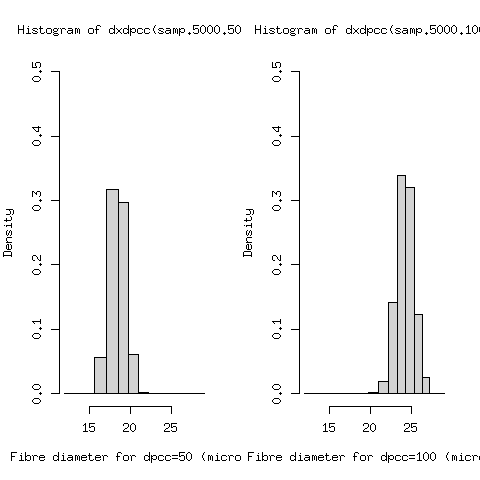 Histogram of dxdpcc(samp.5000.50
Histogram of dxdpcc(samp.5000.100
Density
0.0 0.1 0.2 0.3 0.4 0.5
15 20 25
Fibre diameter for dpcc=50 (micro
Density
0.0 0.1 0.2 0.3 0.4 0.5
15 20 25
Fibre diameter for dpcc=100 (micro